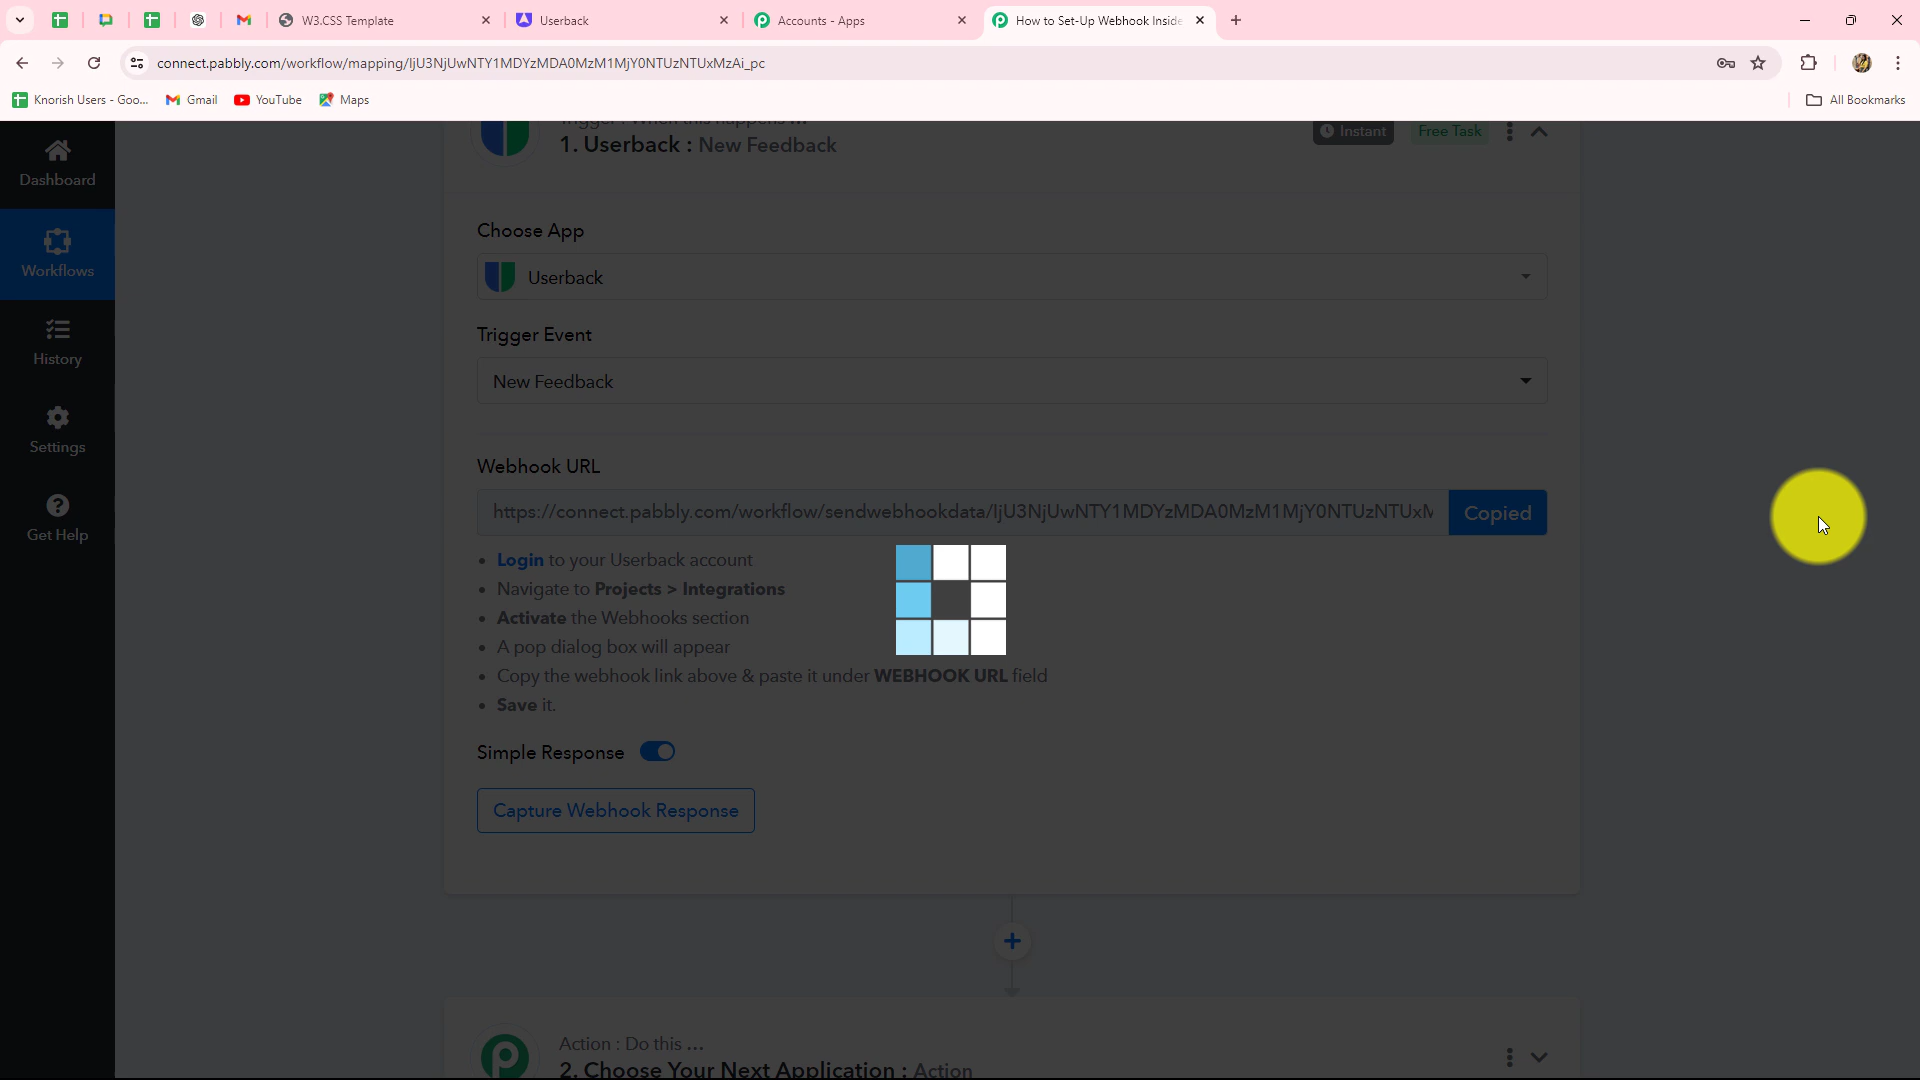 W3.CSS Template
Userback
Accounts - Apps
How to Set-Up Webhook Inside
connect.pabbly.com/workflow/mapping/IjU3NjUwNTY1MDYzMDA0MzM1MjY0NTUzNTUxMzAi_pc
Knorish Users - Goo...
Gmail
YouTube
Maps
All Bookmarks
Dashboard
Workflows
History
Settings
Get Help
Trigger : When this happens ...
1. Userback : New Feedback
Instant
Free Task
Choose App
Userback
Trigger Event
New Feedback
Webhook URL
https://connect.pabbly.com/workflow/sendwebhookdata/IjU3NjUwNTY1MDYzMDA0MzM1MjY0NTUzNTUxM
Copied
Login to your Userback account
Navigate to Projects > Integrations
Activate the Webhooks section
A pop dialog box will appear
Copy the webhook link above & paste it under WEBHOOK URL field
Save it.
Simple Response
Capture Webhook Response
Action : Do this ...
2. Choose Your Next Application : Action